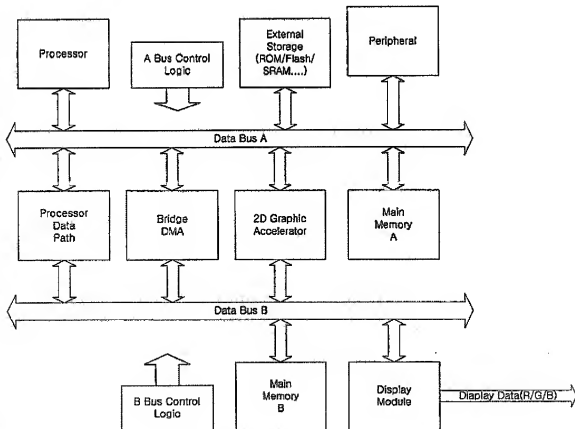 Processor
A Bus Control
Logic
External
Storage
(ROM/Flash/
SRAM....)
Peripheral
Data Bus A
Processor
Data
Path
Bridge
DMA
2D Graphic
Accelerator
Main
Memory
A
Data Bus B
B Bus Control
Logic
Main
Memory
B
Display
Module
Display Data(R/G/B)